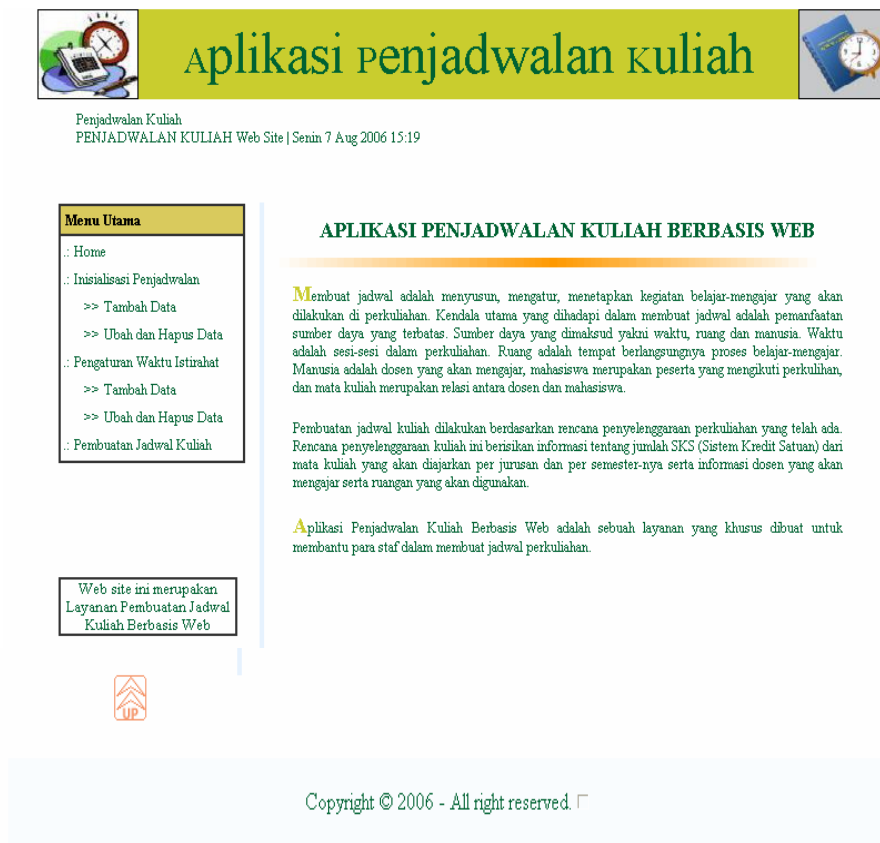 Aplikasi Penjadwalan Kuliah
Penjadwalan Kuliah
PENJADWALAN KULIAH Web Site | Senin 7 Aug 2006 15:19
Menu Utama
.: Home
.: Inisialisasi Penjadwalan
>> Tambah Data
>> Ubah dan Hapus Data
.: Pengaturan Waktu Istirahat
>> Tambah Data
>> Ubah dan Hapus Data
.: Pembuatan Jadwal Kuliah
Web site ini merupakan
Layanan Pembuatan Jadwal
Kuliah Berbasis Web
UP
APLIKASI PENJADWALAN KULIAH BERBASIS WEB
Membuat jadwal adalah menyusun, mengatur, menetapkan kegiatan belajar-mengajar yang akan
dilakukan di perkuliahan. Kendala utama yang dihadapi dalam membuat jadwal adalah pemanfaatan
sumber daya yang terbatas. Sumber daya yang dimaksud yakni waktu, ruang dan manusia. Waktu
adalah sesi-sesi dalam perkuliahan. Ruang adalah tempat berlangsungnya proses belajar-mengajar.
Manusia adalah dosen yang akan mengajar, mahasiswa merupakan peserta yang mengikuti perkulihan,
dan mata kuliah merupakan relasi antara dosen dan mahasiswa.
Pembuatan jadwal kuliah dilakukan berdasarkan rencana penyelenggaraan perkuliahan yang telah ada.
Rencana penyelenggaraan kuliah ini berisikan informasi tentang jumlah SKS (Sistem Kredit Satuan) dari
mata kuliah yang akan diajarkan per jurusan dan per semester-nya serta informasi dosen yang akan
mengajar serta ruangan yang akan digunakan.
Aplikasi Penjadwalan Kuliah Berbasis Web adalah sebuah layanan yang khusus dibuat untuk
membantu para staf dalam membuat jadwal perkuliahan.
Copyright © 2006 - All right reserved.